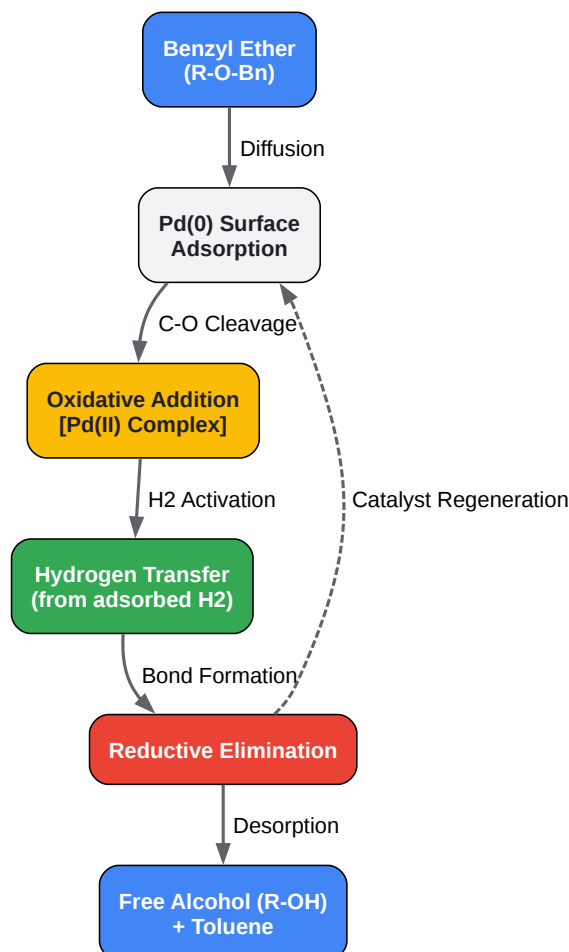 Benzyl Ether
(R-O-Bn)
Diffusion
Pd(0) Surface
Adsorption
C-O Cleavage
Oxidative Addition
[Pd(II) Complex]
H2 Activation
Catalyst Regeneration
Hydrogen Transfer
(from adsorbed H2)
Bond Formation
Reductive Elimination
Desorption
Free Alcohol (R-OH)
+ Toluene